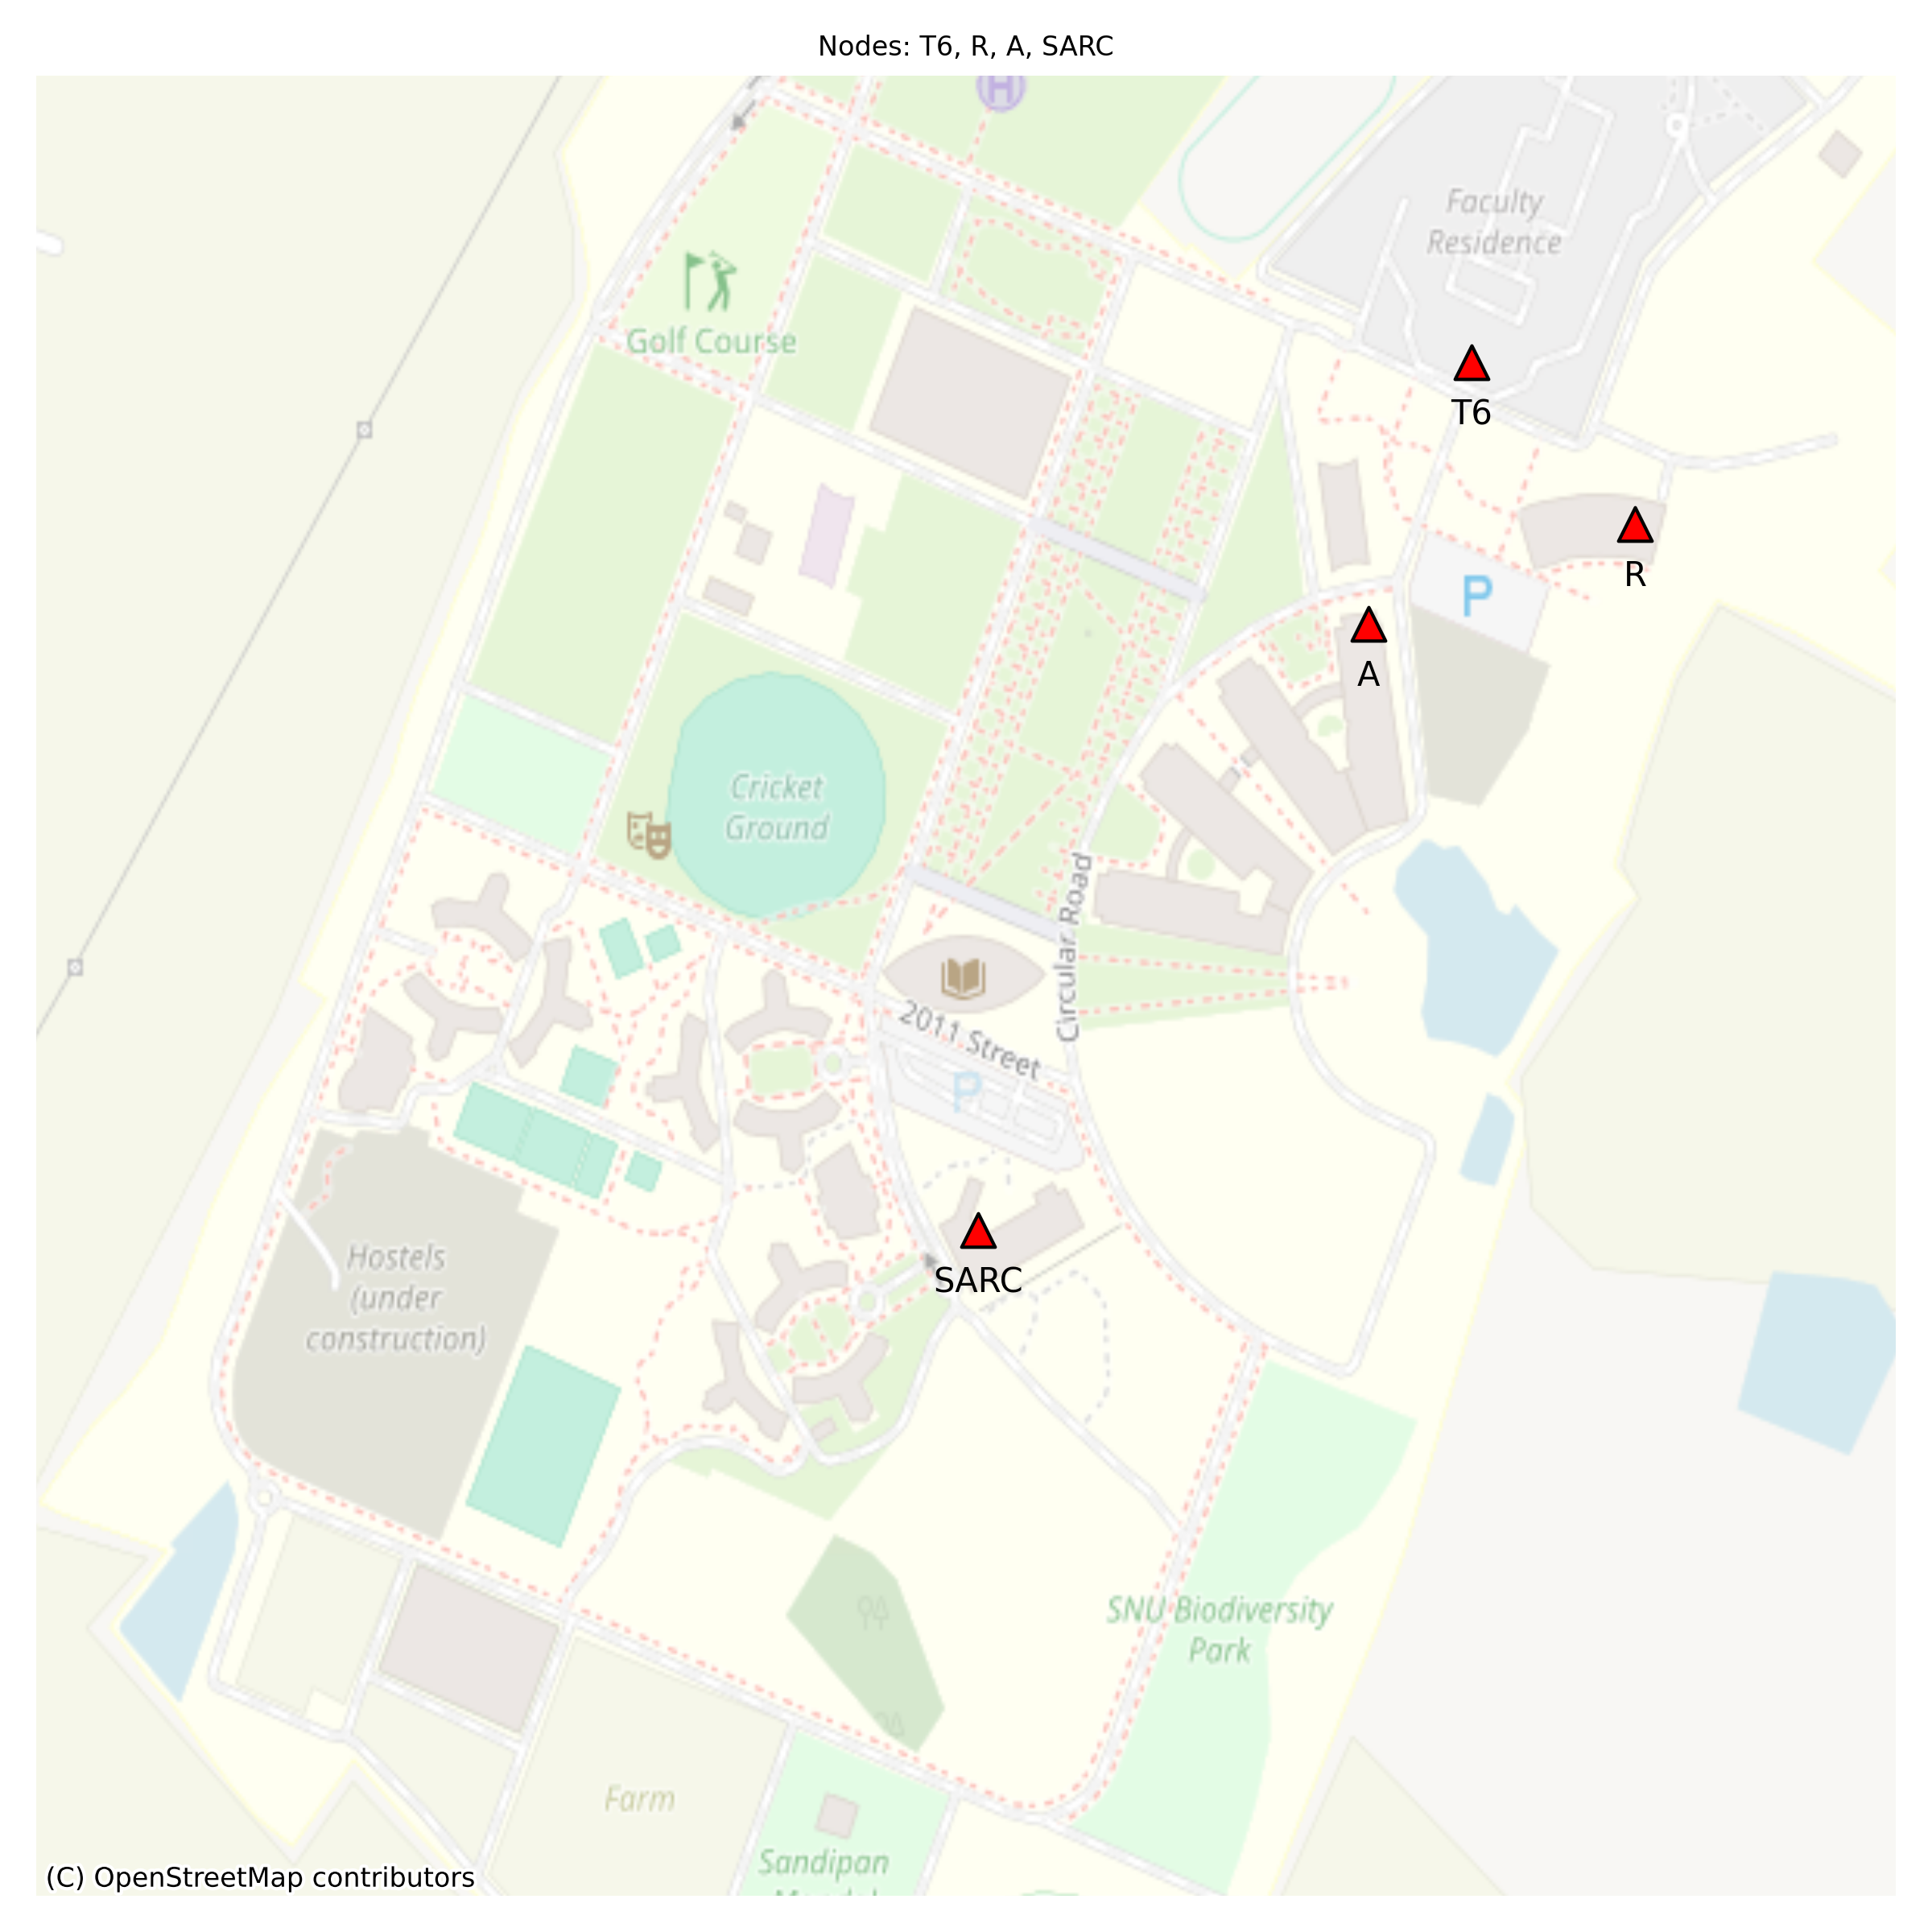 Nodes: T6, R, A, SARC
H
Faculty
Residence
Golf Course
T6
R
P
A
Cricket
Ground
Circular Road
2011 Street
P
SARC
Hostels
(under
construction)
SNU Biodiversity
Park
Farm
Sandipan
(C) OpenStreetMap contributors